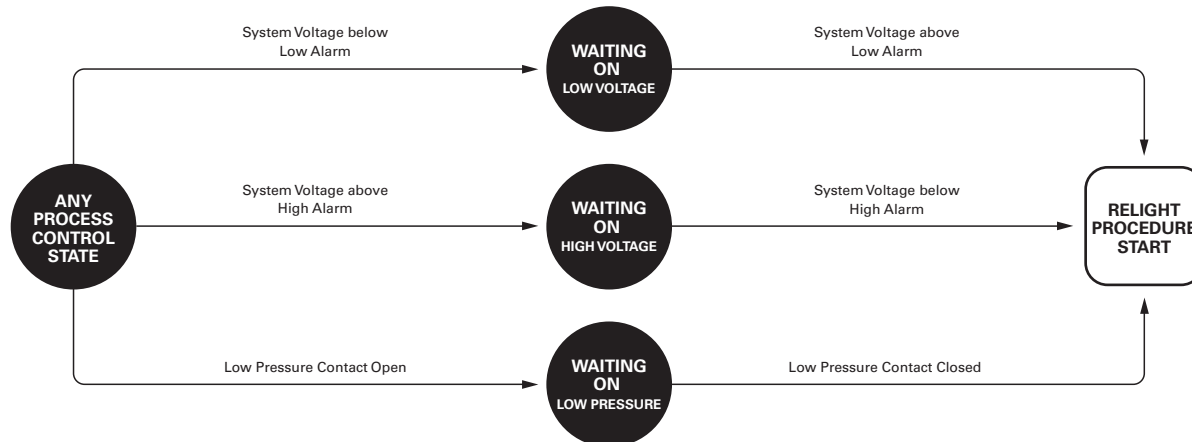 System Voltage below
Low Alarm
WAITING
ON
LOW VOLTAGE
System Voltage above
Low Alarm
ANY
PROCESS
CONTROL
STATE
System Voltage above
High Alarm
WAITING
ON
HIGH VOLTAGE
System Voltage below
High Alarm
RELIGHT
PROCEDURE
START
Low Pressure Contact Open
WAITING
ON
LOW PRESSURE
Low Pressure Contact Closed